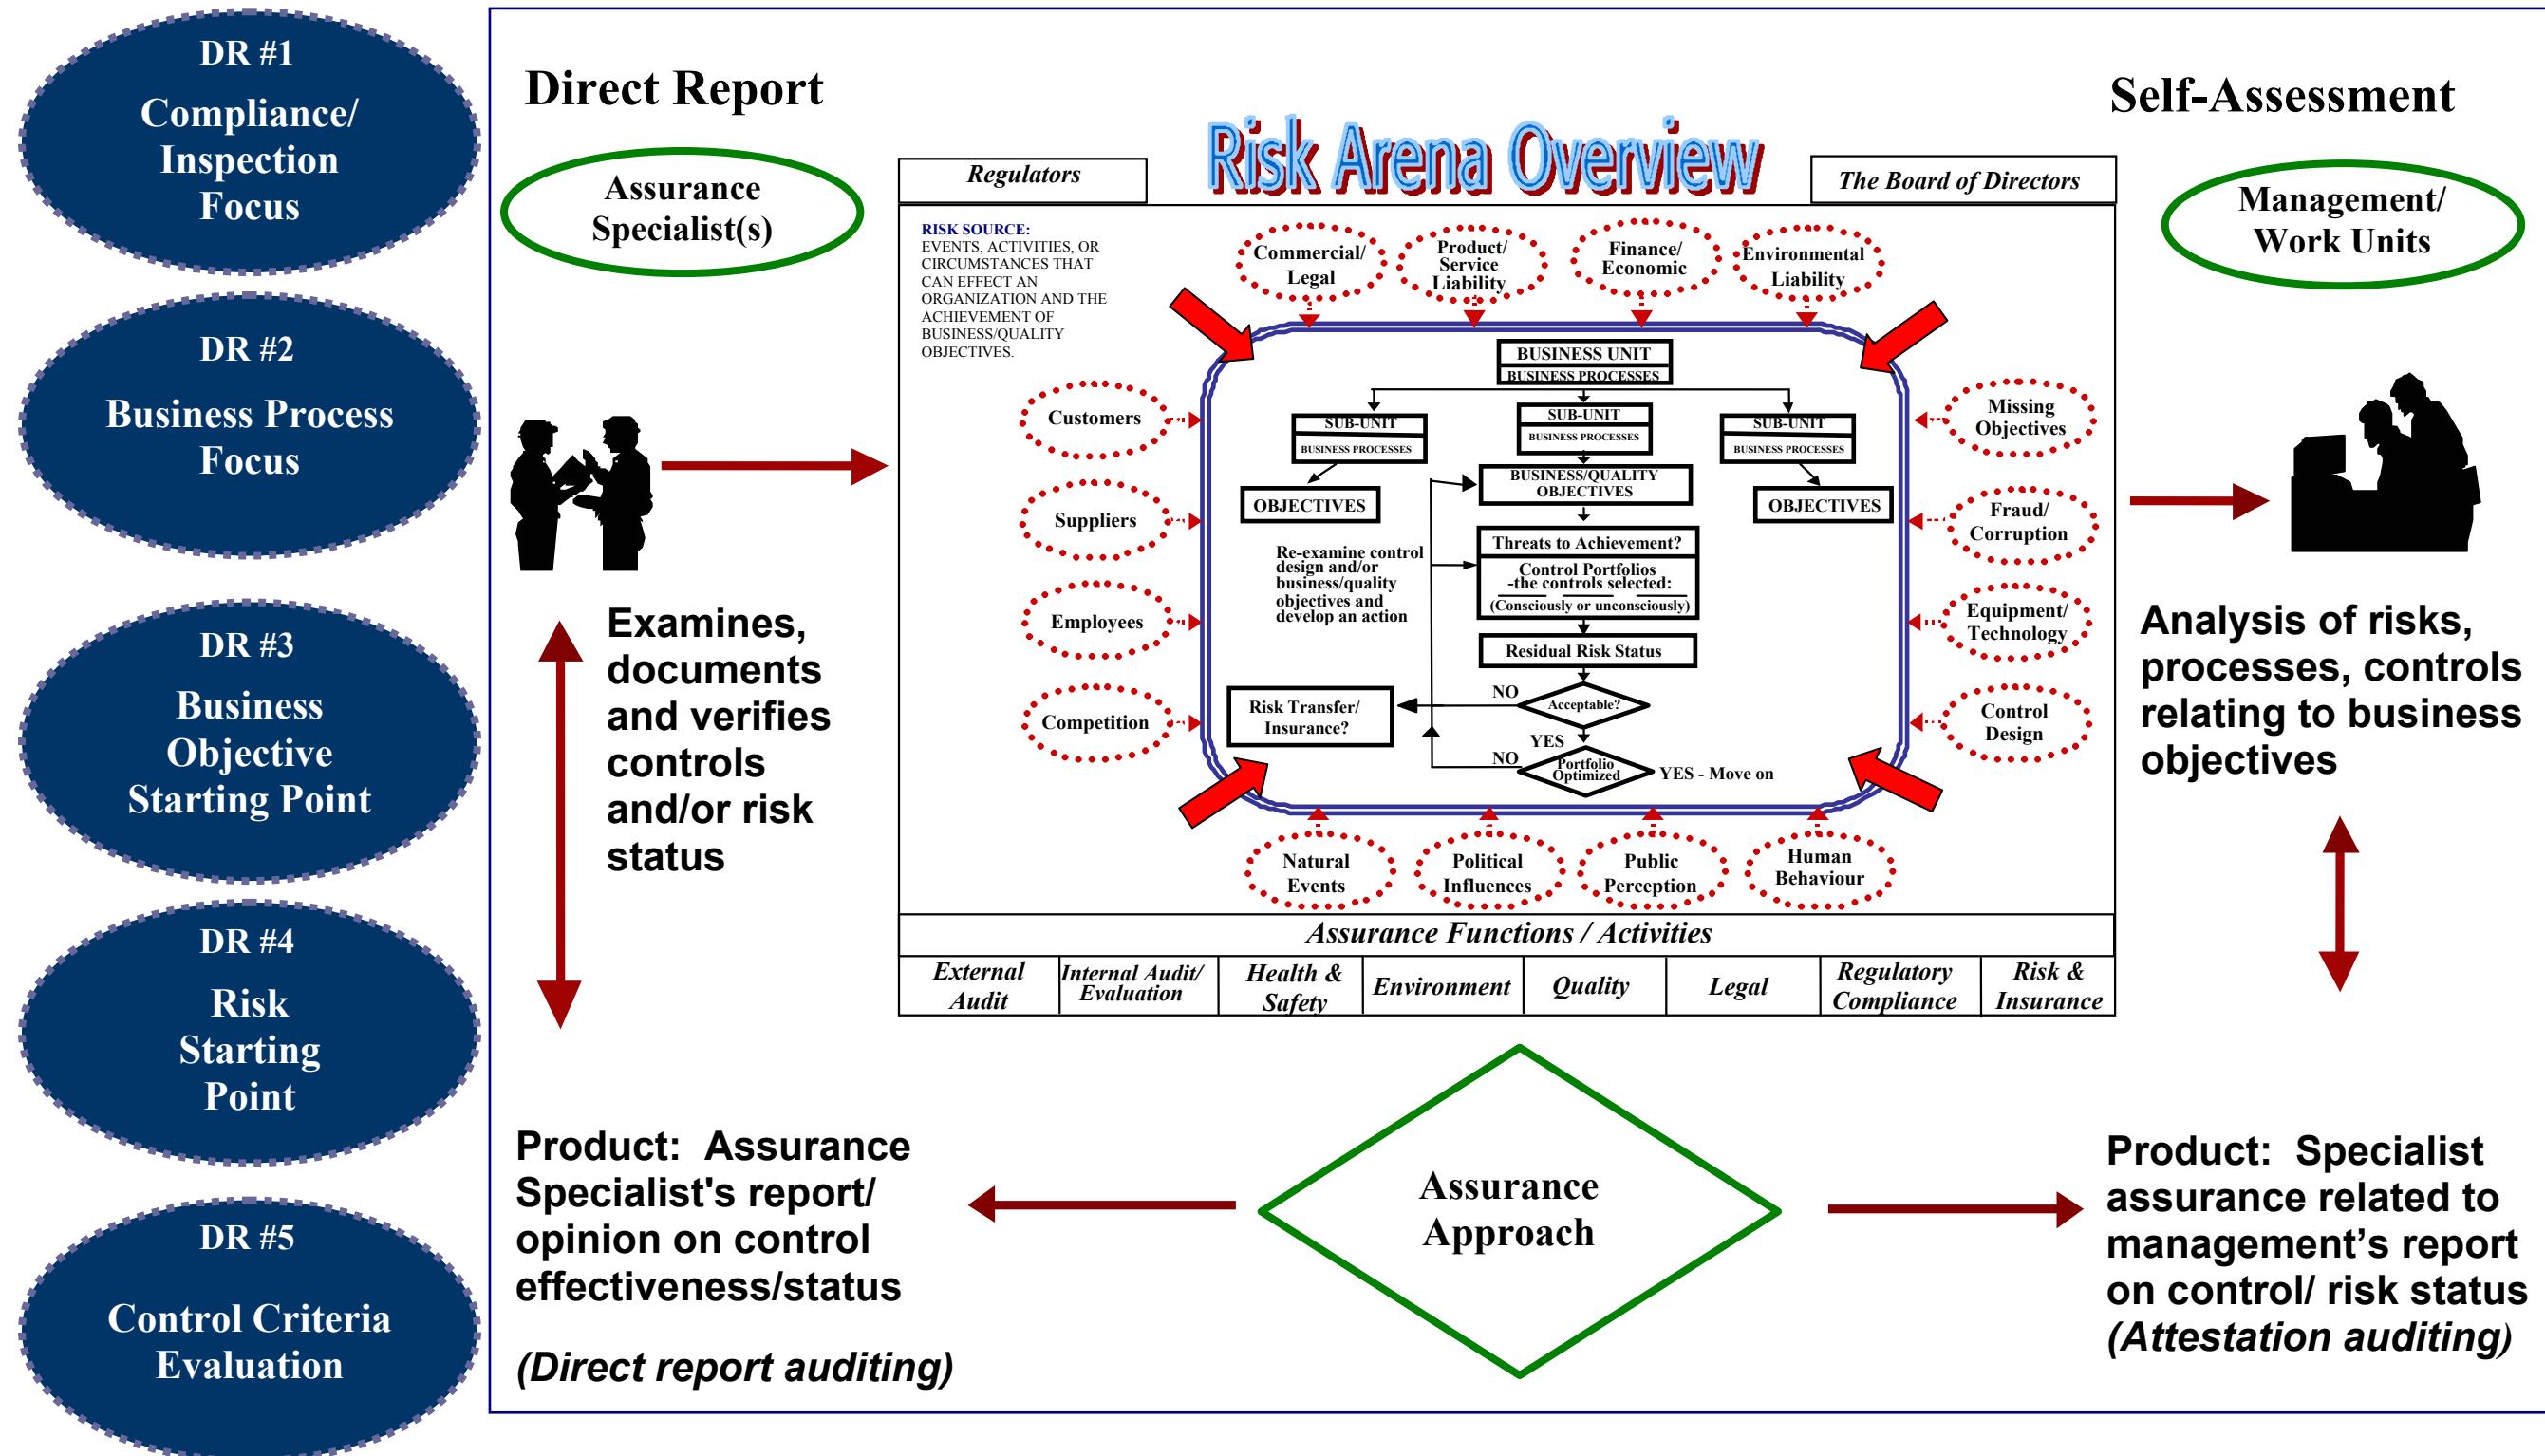 DR #1
Compliance/
Inspection
Focus
DR #2
Business Process
Focus
DR #3
Business
Objective
Starting Point
DR #4
Risk
Starting
Point
DR #5
Control Criteria
Evaluation
Direct Report
Assurance
Specialist(s)
Examines,
documents
and verifies
controls
and/or risk
status
Product: Assurance
Specialist's report/
opinion on control
effectiveness/status
(Direct report auditing)
Risk Arena Overview
Regulators
The Board of Directors
RISK SOURCE:
EVENTS, ACTIVITIES, OR
CIRCUMSTANCES THAT
CAN EFFECT AN
ORGANIZATION AND THE
ACHIEVEMENT OF
BUSINESS/QUALITY
OBJECTIVES.
Commercial/
Legal
Product/
Service
Liability
Finance/
Economic
Environmental
Liability
Customers
Suppliers
Employees
Competition
BUSINESS UNIT
BUSINESS PROCESSES
SUB-UNIT
BUSINESS PROCESSES
SUB-UNIT
BUSINESS PROCESSES
SUB-UNIT
BUSINESS PROCESSES
OBJECTIVES
BUSINESS/QUALITY
OBJECTIVES
OBJECTIVES
Re-examine control
design and/or
business/quality
objectives and
develop an action
Threats to Achievement?
Control Portfolios
-the controls selected:
(Consciously or unconsciously)
Residual Risk Status
NO
Acceptable?
Risk Transfer/
Insurance?
YES
NO
Portfolio
Optimized
YES - Move on
Missing
Objectives
Fraud/
Corruption
Equipment/
Technology
Control
Design
Natural
Events
Political
Influences
Public
Perception
Human
Behaviour
Assurance Functions / Activities
External
Audit
Internal Audit/
Evaluation
Health &
Safety
Environment
Quality
Legal
Regulatory
Compliance
Risk &
Insurance
Assurance
Approach
Self-Assessment
Management/
Work Units
Analysis of risks,
processes, controls
relating to business
objectives
Product: Specialist
assurance related to
management’s report
on control/ risk status
(Attestation auditing)